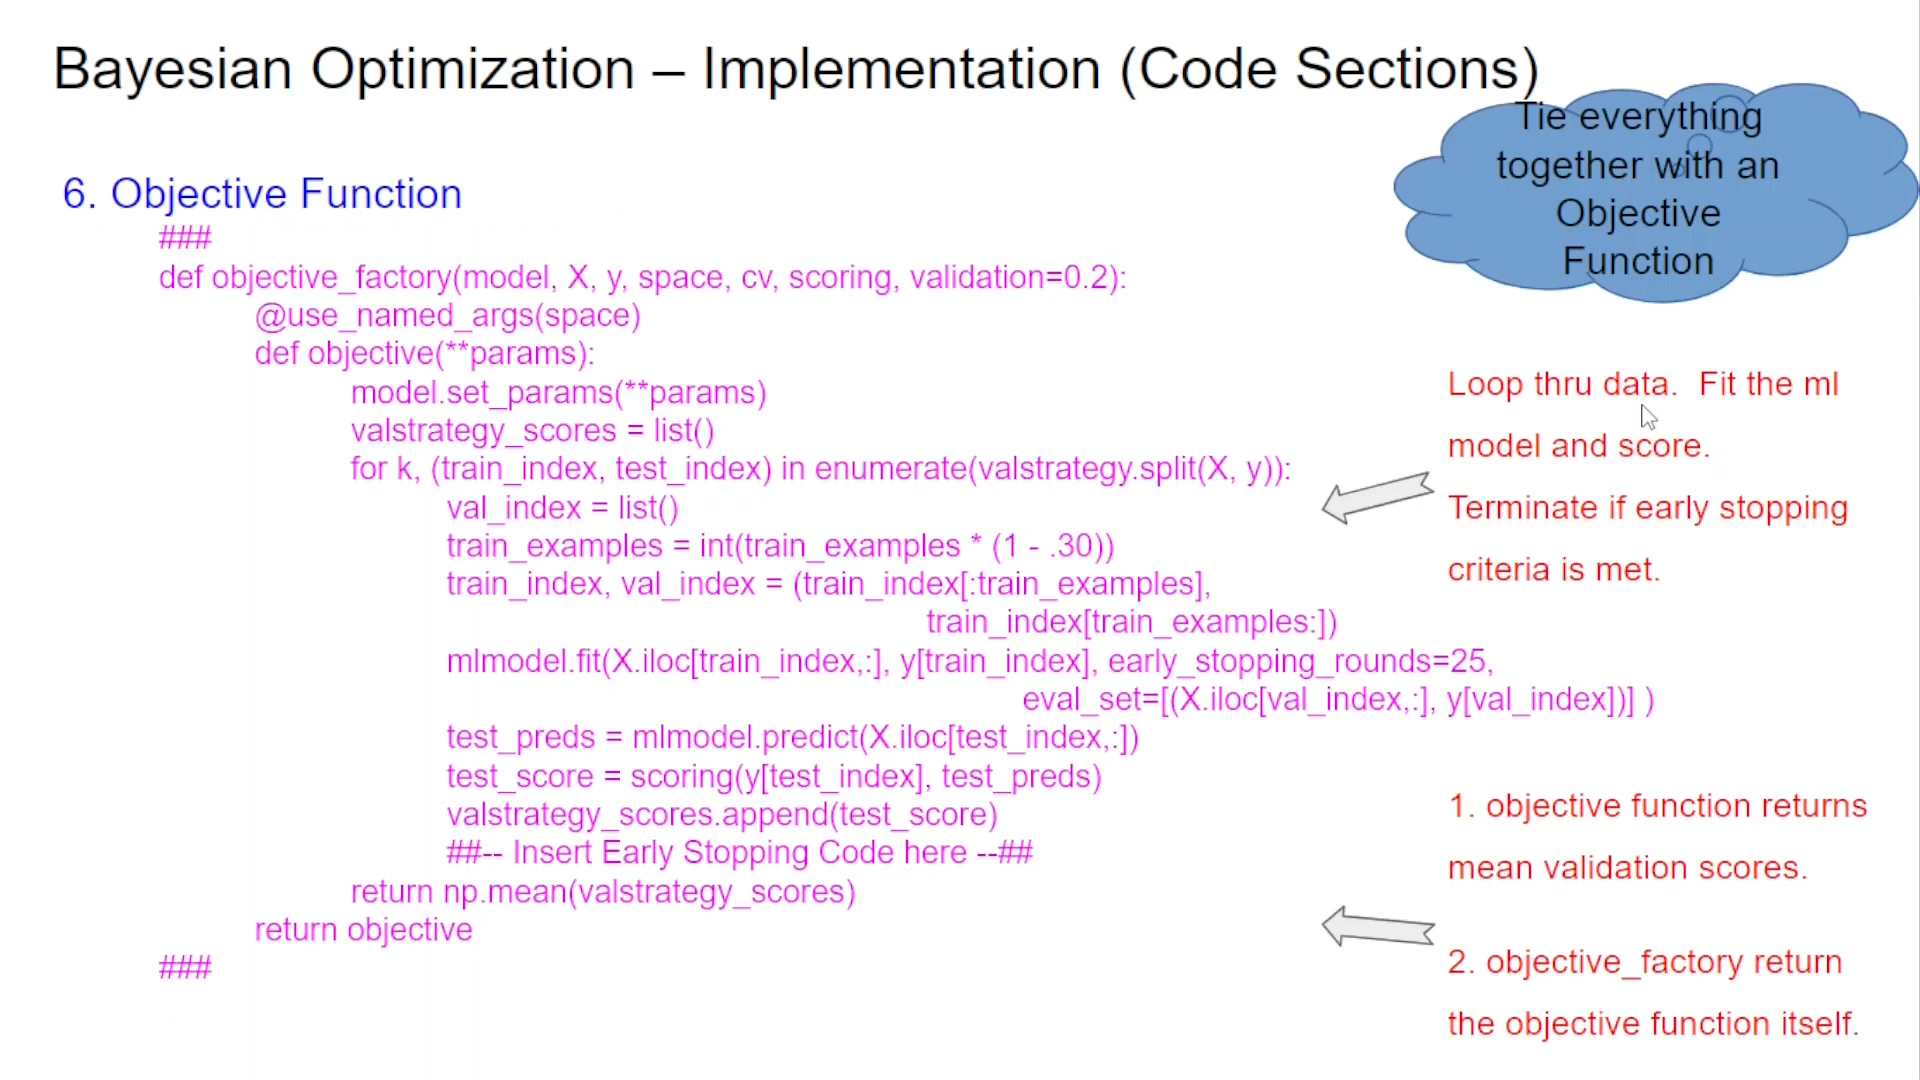 Bayesian Optimization – Implementation (Code Sections)
Tie everything
together with an
Objective
Function
6. Objective Function
###
def objective_factory(model, X, y, space, cv, scoring, validation=0.2):
@use_named_args(space)
def objective(**params):
model.set_params(**params)
valstrategy_scores = list()
for k, (train_index, test_index) in enumerate(valstrategy.split(X, y)):
val_index = list()
train_examples = int(train_examples * (1 - .30))
train_index, val_index = (train_index[:train_examples],
train_index[train_examples:])
mlmodel.fit(X.iloc[train_index,:], y[train_index], early_stopping_rounds=25,
eval_set=[(X.iloc[val_index,:], y[val_index])] )
test_preds = mlmodel.predict(X.iloc[test_index,:])
test_score = scoring(y[test_index], test_preds)
valstrategy_scores.append(test_score)
##-- Insert Early Stopping Code here --##
return np.mean(valstrategy_scores)
return objective
###
Loop thru data.  Fit the ml
model and score.
Terminate if early stopping
criteria is met.
1. objective function returns
mean validation scores.
2. objective_factory return
the objective function itself.